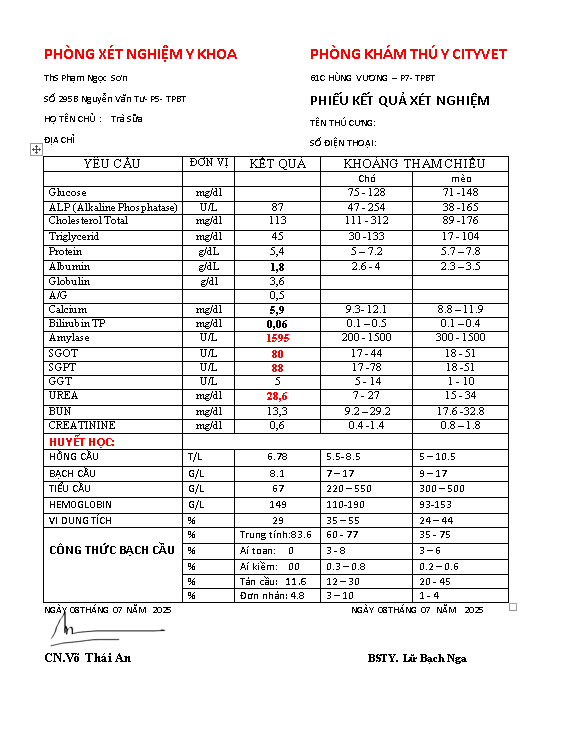 PHÒNG XÉT NGHIỆM Y KHOA PHÒNG KHÁM THÚ Y CITYVET
ThS Phạm Ngọc Sơn 61C HÙNG VƯƠNG – P7- TPBT
SỐ 295B Nguyễn Văn Tư- P5- TPBT PHIẾU KẾT QUẢ XÉT NGHIỆM
HỌ TÊN CHỦ : Trà Sữa TÊN THÚ CƯNG:
ĐỊA CHỈ SỐ ĐIỆN THOẠI:
YÊU CẦU ĐƠN VỊ KẾT QUẢ KHOẢNG THAM CHIẾU
Chó mèo
Glucose mg/dl 75 - 128 71 -148
ALP (Alkaline Phosphatase) U/L 87 47 - 254 38 -165
Cholesterol Total mg/dl 113 111 - 312 89 -176
Triglycerid mg/dl 45 30 -133 17 - 104
Protein g/dL 5,4 5 – 7.2 5.7 – 7.8
Albumin g/dL 1,8 2.6 - 4 2.3 – 3.5
Globulin g/dl 3,6
A/G 0,5
Calcium mg/dl 5,9 9.3- 12.1 8.8 – 11.9
Bilirubin TP mg/dl 0,06 0.1 – 0.5 0.1 – 0.4
Amylase U/L 1595 200 - 1500 300 - 1500
SGOT U/L 80 17 - 44 18 - 51
SGPT U/L 88 17 -78 18 -51
GGT U/L 5 5 - 14 1 - 10
UREA mg/dl 28,6 7 - 27 15 - 34
BUN mg/dl 13,3 9.2 – 29.2 17.6 -32.8
CREATININE mg/dl 0,6 0.4 -1.4 0.8 – 1.8
HUYẾT HỌC:
HỒNG CẦU T/L 6.78 5.5-8.5 5 – 10.5
BẠCH CẦU G/L 8.1 7 – 17 9 – 17
TIỂU CẦU G/L 67 220 – 550 300 – 500
HEMOGLOBIN G/L 149 110-190 93-153
VI DUNG TÍCH % 29 35 – 55 24 – 44
CÔNG THỨC BẠCH CẦU % Trung tính:83.6 60 - 77 35 - 75
% Aí toan: 0 3 - 8 3 – 6
% Aí kiềm: 00 0.3 – 0.8 0.2 – 0.6
% Tân cầu: 11.6 12 – 30 20 - 45
% Đơn nhân: 4.8 3 – 10 1 - 4
NGÀY 08THÁNG 07 NĂM 2025 NGÀY 08THÁNG 07 NĂM 2025
CN.Võ Thái An BSTY. Lữ Bạch Nga